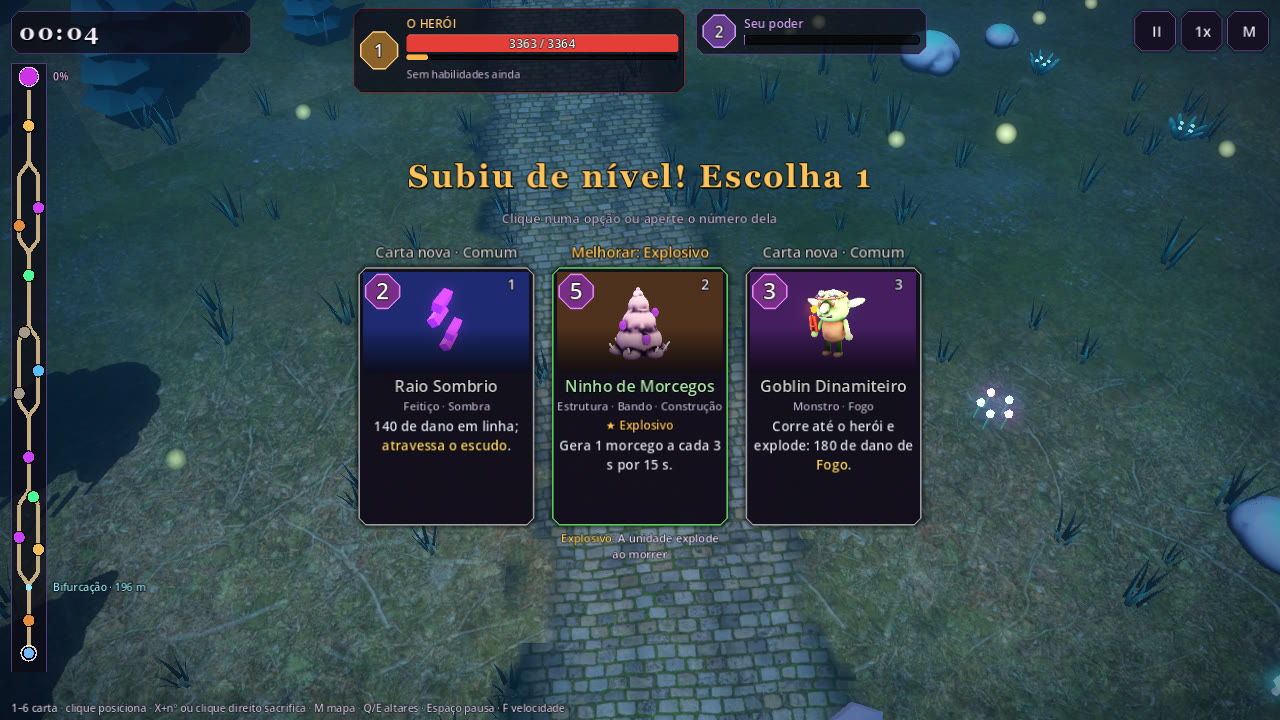 00:04
O HERÓI
1
3363 / 3364
Sem habilidades ainda
2
Seu poder
II
1x
M
0%
Subiu de nível! Escolha 1
Clique numa opção ou aperte o número dela
Carta nova · Comum
2
1
Raio Sombrio
Feitiço · Sombra
140 de dano em linha;
atravessa o escudo.
Melhorar: Explosivo
5
2
Ninho de Morcegos
Estrutura · Bando · Construção
★ Explosivo
Gera 1 morcego a cada 3
s por 15 s.
Explosivo: A unidade explode
ao morrer
Carta nova · Comum
3
3
Goblin Dinamiteiro
Monstro · Fogo
Corre até o herói e
explode: 180 de dano de
Fogo.
Bifurcação · 196 m
1–6 carta · clique posiciona · X+nº ou clique direito sacrifica · M mapa · Q/E altares · Espaço pausa · F velocidade